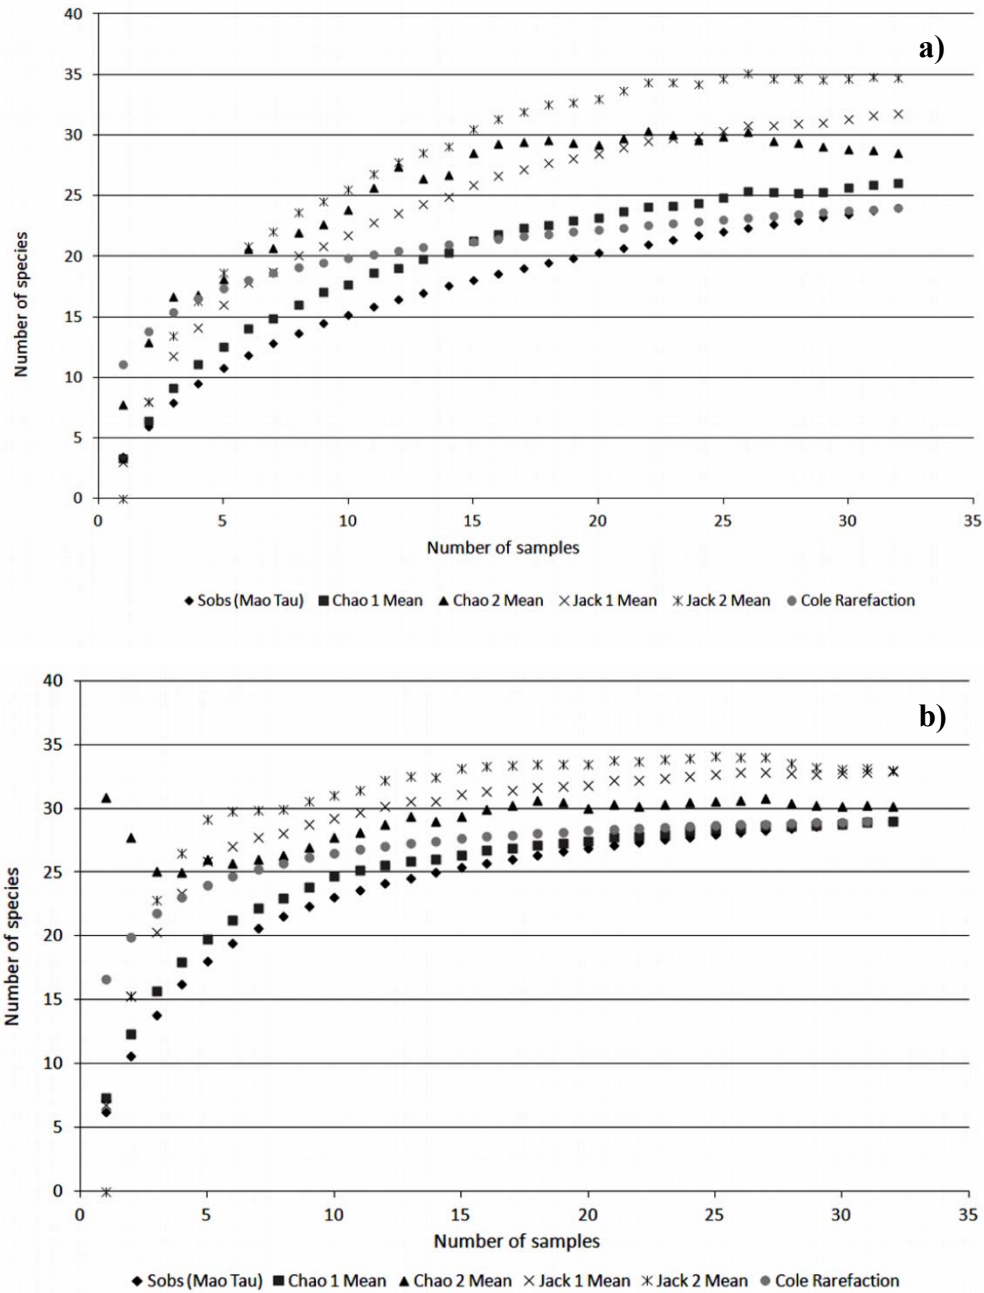 40
a)
35
30
25
20
15
10
5
0
Number of species
0 5 10 15 20 25 30 35
Number of samples
Sobs (Mao Tau) Chao 1 Mean Chao 2 Mean Jack 1 Mean Jack 2 Mean Cole Rarefaction
40
b)
35
30
25
20
15
10
5
0
Number of species
0 5 10 15 20 25 30 35
Number of samples
Sobs (Mao Tau) Chao 1 Mean Chao 2 Mean Jack 1 Mean Jack 2 Mean Cole Rarefaction